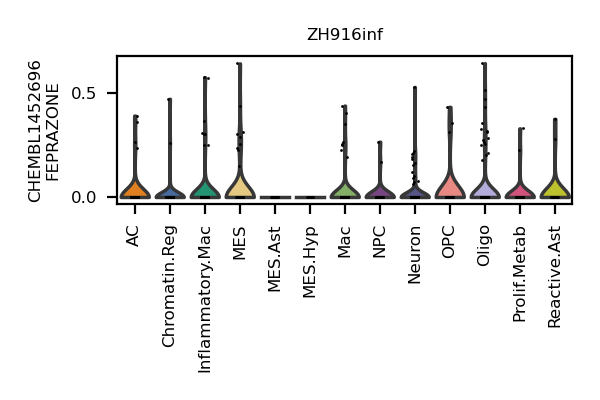 ZH916inf
CHEMBL1452696
FEPRAZONE
0.5
0.0
AC
Chromatin.Reg
Inflammatory.Mac
MES
MES.Ast
MES.Hyp
Mac
NPC
Neuron
OPC
Oligo
Prolif.Metab
Reactive.Ast